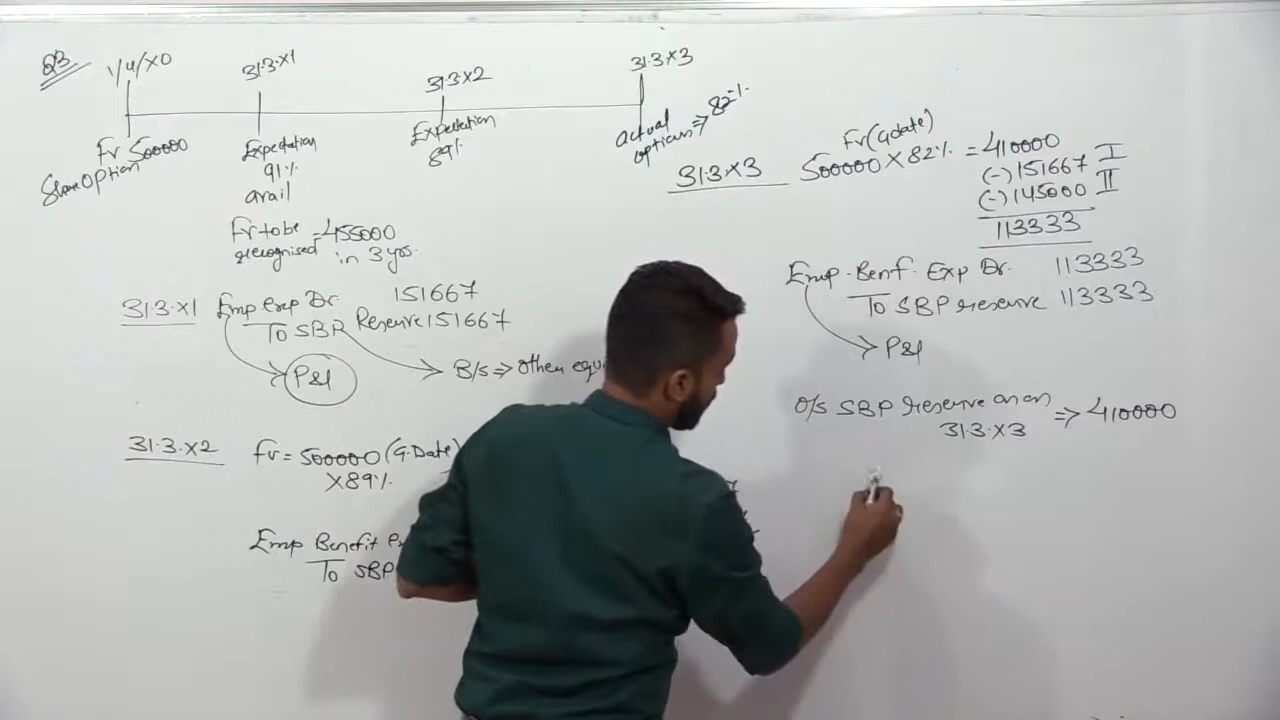 Q3
1/4/X0
31.3.X1
31.3.X2
31.3.X3
Fv 500000
Share Option
Expectation
91%
avail
Expectation
89%
actual
options => 82%
Fv to be
recognised = 455000
in 3 yrs.
31.3.X1 Emp exp Dr. 151667
To SBR Reserve 151667
P&L
B/S => other equi
31.3.X2 Fv = 500000 (G.Date)
X89%
Emp Benefit
To SBP
31.3.X3
Fv (G date)
500000 X 82% = 410000
(-) 151667 I
(-) 145000 II
113333
Emp. Benf. Exp Dr. 113333
To SBP reserve 113333
P&L
O/s SBP reserve on on
31.3.X3 => 410000